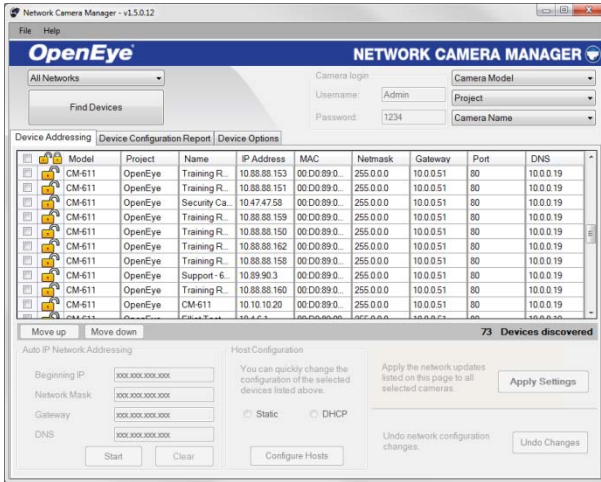 Network Camera Manager - v1.5.0.12
File Help
OpenEye NETWORK CAMERA MANAGER
All Networks
Find Devices
Camera login
Username: Admin
Password: 1234
Camera Model
Project
Camera Name
Device Addressing Device Configuration Report Device Options
Model Project Name IP Address MAC Netmask Gateway Port DNS
CM-611 OpenEye Training R... 10.88.88.153 00:D0:89:0... 255.0.0.0 10.0.0.51 80 10.0.0.19
CM-611 OpenEye Training R... 10.88.88.151 00:D0:89:0... 255.0.0.0 10.0.0.51 80 10.0.0.19
CM-611 OpenEye Security Ca... 10.47.47.58 00:D0:89:0... 255.0.0.0 10.0.0.51 80 10.0.0.19
CM-611 OpenEye Training R... 10.88.88.159 00:D0:89:0... 255.0.0.0 10.0.0.51 80 10.0.0.19
CM-611 OpenEye Training R... 10.88.88.150 00:D0:89:0... 255.0.0.0 10.0.0.51 80 10.0.0.19
CM-611 OpenEye Training R... 10.88.88.162 00:D0:89:0... 255.0.0.0 10.0.0.51 80 10.0.0.19
CM-611 OpenEye Training R... 10.88.88.158 00:D0:89:0... 255.0.0.0 10.0.0.51 80 10.0.0.19
CM-611 OpenEye Support - 6... 10.89.90.3 00:D0:89:0... 255.0.0.0 10.0.0.51 80 10.0.0.19
CM-611 OpenEye Training R... 10.88.88.160 00:D0:89:0... 255.0.0.0 10.0.0.51 80 10.0.0.19
CM-611 OpenEye CM-611 10.10.10.20 00:D0:89:0... 255.0.0.0 10.0.0.51 80 10.0.0.19
Move up Move down 73 Devices discovered
Auto IP Network Addressing
Beginning IP xxx.xxx.xxx.xxx
Network Mask xxx.xxx.xxx.xxx
Gateway xxx.xxx.xxx.xxx
DNS xxx.xxx.xxx.xxx
Start Clear
Host Configuration
You can quickly change the
configuration of the selected
devices listed above.
Static DHCP
Configure Hosts
Apply the network updates
listed on this page to all
selected cameras.
Apply Settings
Undo network configuration
changes.
Undo Changes